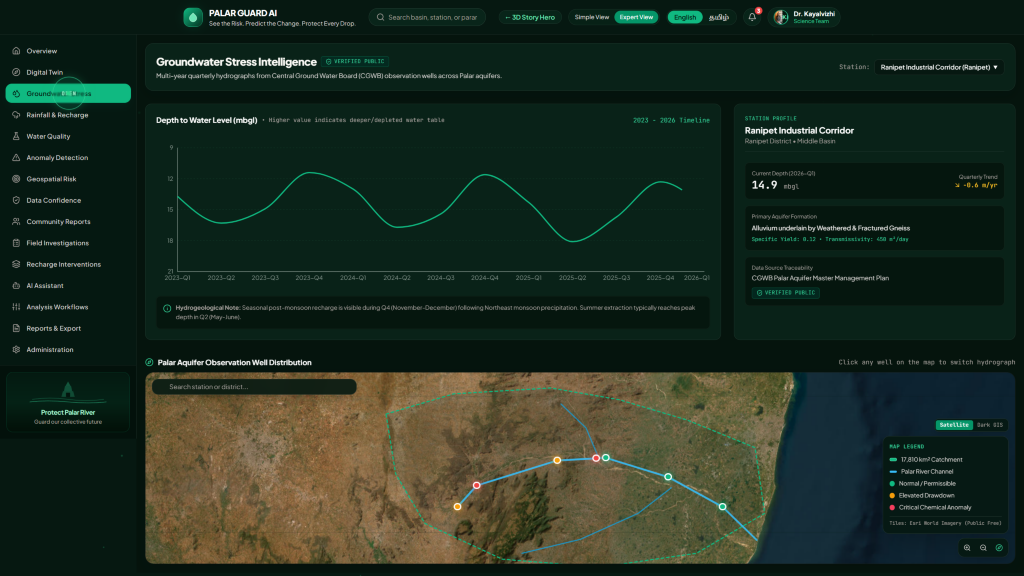 PALAR GUARD AI
See the Risk. Predict the Change. Protect Every Drop.
Search basin, station, or parar
← 3D Story Hero
Simple View
Expert View
English
தமிழ்
3
Dr. Kayalvizhi
Science Team
Overview
Digital Twin
Groundwater Stress
Rainfall & Recharge
Water Quality
Anomaly Detection
Geospatial Risk
Data Confidence
Community Reports
Field Investigations
Recharge Interventions
AI Assistant
Analysis Workflows
Reports & Export
Administration
Protect Palar River
Guard our collective future
Groundwater Stress Intelligence
VERIFIED PUBLIC
Multi-year quarterly hydrographs from Central Ground Water Board (CGWB) observation wells across Palar aquifers.
Station:
Ranipet Industrial Corridor (Ranipet) ▼
Depth to Water Level (mbgl)
• Higher value indicates deeper/depleted water table
2023 - 2026 Timeline
9
12
15
18
21
2023-Q1
2023-Q2
2023-Q3
2023-Q4
2024-Q1
2024-Q2
2024-Q3
2024-Q4
2025-Q1
2025-Q2
2025-Q3
2025-Q4
2026-Q1
Hydrogeological Note: Seasonal post-monsoon recharge is visible during Q4 (November-December) following Northeast monsoon precipitation. Summer extraction typically reaches peak
depth in Q2 (May-June).
STATION PROFILE
Ranipet Industrial Corridor
Ranipet District • Middle Basin
Current Depth (2026-Q1)
14.9 mbgl
Quarterly Trend
↘ -0.6 m/yr
Primary Aquifer Formation
Alluvium underlain by Weathered & Fractured Gneiss
Specific Yield: 0.12 • Transmissivity: 450 m²/day
Data Source Traceability
CGWB Palar Aquifer Master Management Plan
VERIFIED PUBLIC
Palar Aquifer Observation Well Distribution
Click any well on the map to switch hydrograph
Search station or district...
Satellite
Dark GIS
MAP LEGEND
17,810 km² Catchment
Palar River Channel
Normal / Permissible
Elevated Drawdown
Critical Chemical Anomaly
Tiles: Esri World Imagery (Public Free)